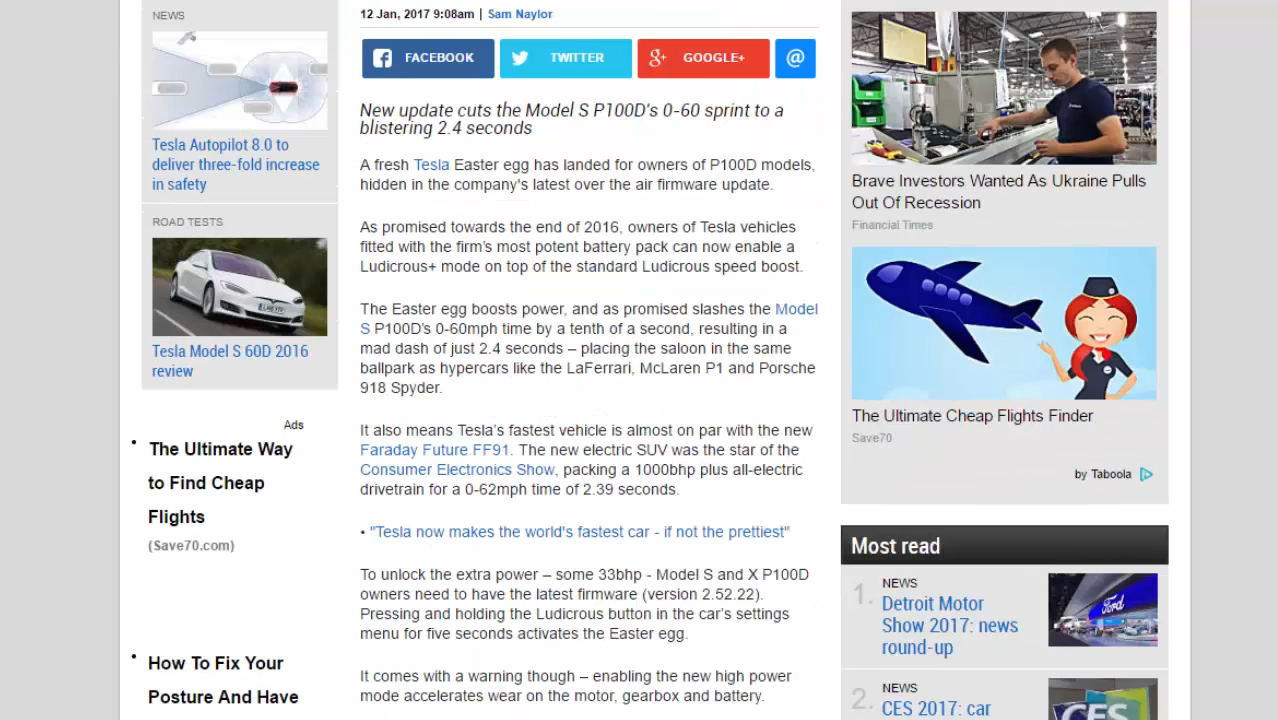 NEWS
Tesla Autopilot 8.0 to
deliver three-fold increase
in safety
ROAD TESTS
Tesla Model S 60D 2016
review
Ads
• The Ultimate Way
to Find Cheap
Flights
(Save70.com)
• How To Fix Your
Posture And Have
12 Jan, 2017 9:08am | Sam Naylor
FACEBOOK
TWITTER
g+ GOOGLE+
@
New update cuts the Model S P100D's 0-60 sprint to a
blistering 2.4 seconds
A fresh Tesla Easter egg has landed for owners of P100D models,
hidden in the company's latest over the air firmware update.
As promised towards the end of 2016, owners of Tesla vehicles
fitted with the firm's most potent battery pack can now enable a
Ludicrous+ mode on top of the standard Ludicrous speed boost.
The Easter egg boosts power, and as promised slashes the Model
S P100D's 0-60mph time by a tenth of a second, resulting in a
mad dash of just 2.4 seconds – placing the saloon in the same
ballpark as hypercars like the LaFerrari, McLaren P1 and Porsche
918 Spyder.
It also means Tesla's fastest vehicle is almost on par with the new
Faraday Future FF91. The new electric SUV was the star of the
Consumer Electronics Show, packing a 1000bhp plus all-electric
drivetrain for a 0-62mph time of 2.39 seconds.
• "Tesla now makes the world's fastest car - if not the prettiest"
To unlock the extra power – some 33bhp - Model S and X P100D
owners need to have the latest firmware (version 2.52.22).
Pressing and holding the Ludicrous button in the car's settings
menu for five seconds activates the Easter egg.
It comes with a warning though – enabling the new high power
mode accelerates wear on the motor, gearbox and battery.
Brave Investors Wanted As Ukraine Pulls
Out Of Recession
Financial Times
The Ultimate Cheap Flights Finder
Save70
by Taboola
Most read
1.
NEWS
Detroit Motor
Show 2017: news
round-up
Ford
2.
NEWS
CES 2017: car
CES